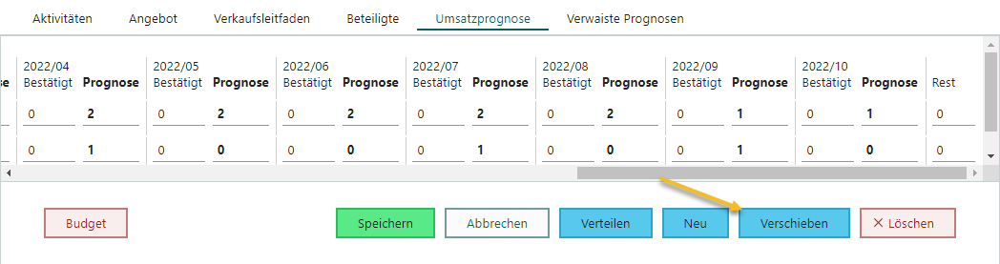 Aktivitäten Angebot Verkaufsleitfaden Beteiligte Umsatzprognose Verwaiste Prognosen
2022/04 2022/05 2022/06 2022/07 2022/08 2022/09 2022/10
se Bestätigt Prognose Bestätigt Prognose Bestätigt Prognose Bestätigt Prognose Bestätigt Prognose Bestätigt Prognose Bestätigt Prognose Rest
0 2 0 2 0 2 0 2 0 2 0 1 0 1 0
0 1 0 0 0 0 0 1 0 0 0 1 0 0 0
Budget Speichern Abbrechen Verteilen Neu Verschieben × Löschen